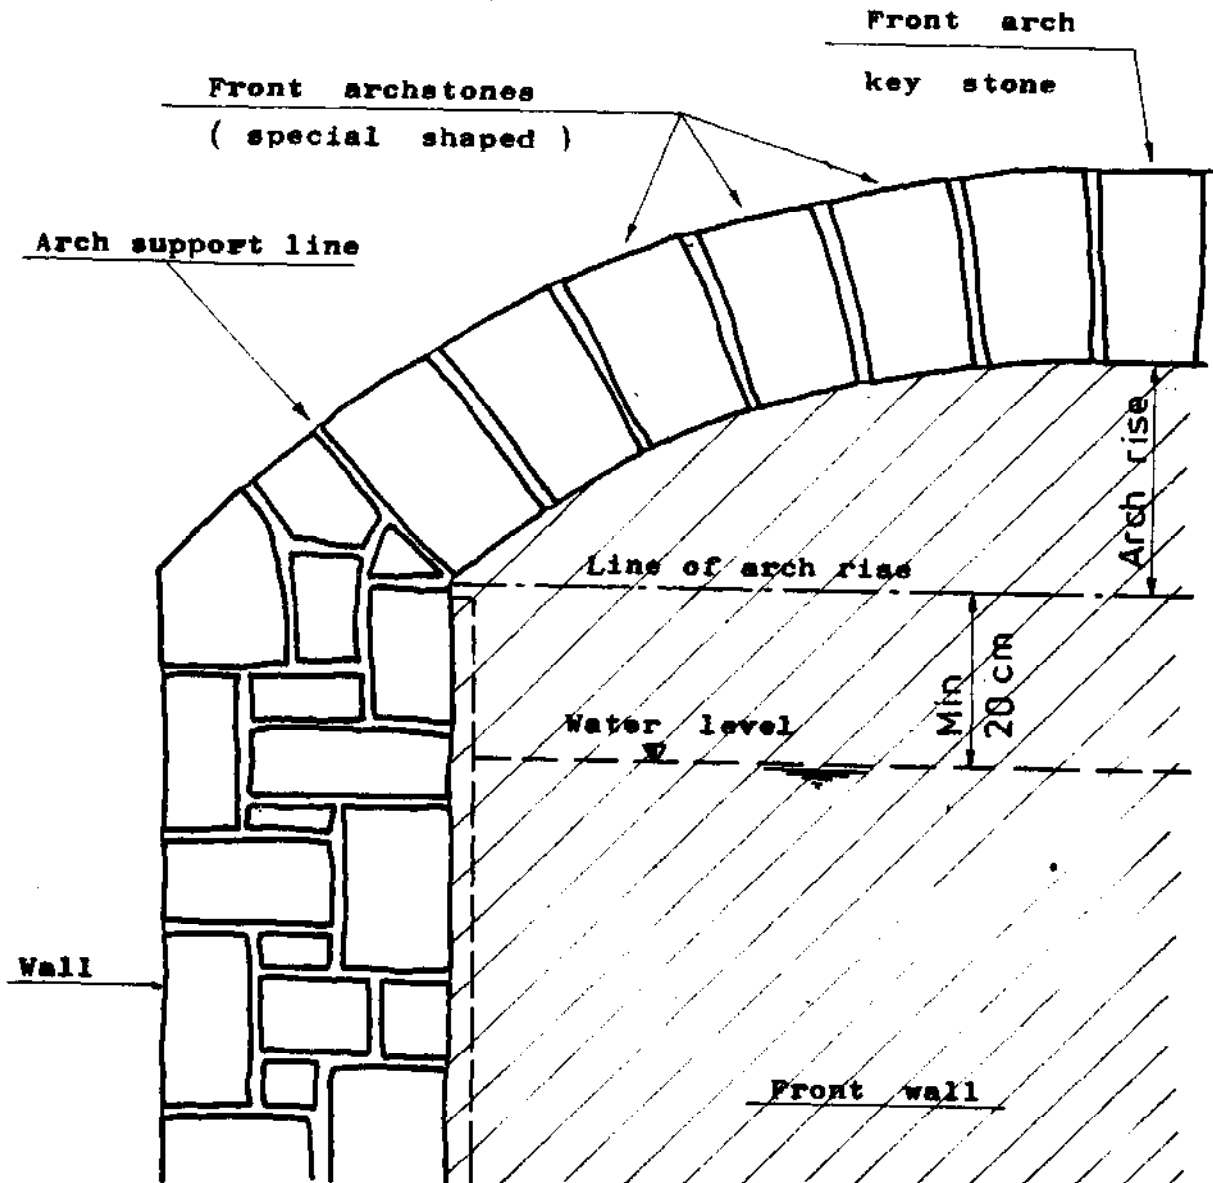 Front arch
key stone
Front archstones
( special shaped )
Arch support line
Arch rise
Line of arch rise
Min
20 cm
Water level
Wall
Front wall